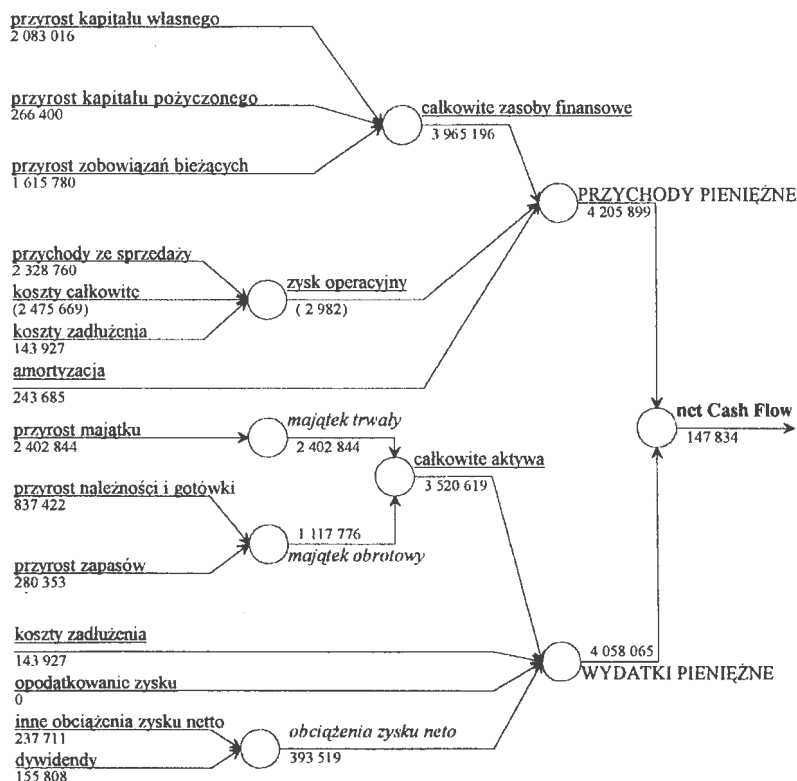 przyrost kapitału własnego
2 083 016
przyrost kapitału pożyczonego
266 400
całkowite zasoby finansowe
3 965 196
przyrost zobowiązań bieżących
1 615 780
PRZYCHODY PIENIĘŻNE
4 205 899
przychody ze sprzedaży
2 328 760
koszty całkowite
(2 475 669)
zysk operacyjny
( 2 982)
koszty zadłużenia
143 927
amortyzacja
243 685
net Cash Flow
147 834
przyrost majątku
2 402 844
majątek trwały
2 402 844
całkowite aktywa
3 520 619
przyrost należności i gotówki
837 422
1 117 776
majątek obrotowy
przyrost zapasów
280 353
koszty zadłużenia
143 927
4 058 065
WYDATKI PIENIĘŻNE
opodątkowanie zysku
0
inne obciążenia zysku netto
237 711
obciążenia zysku neto
393 519
dywidendy
155 808